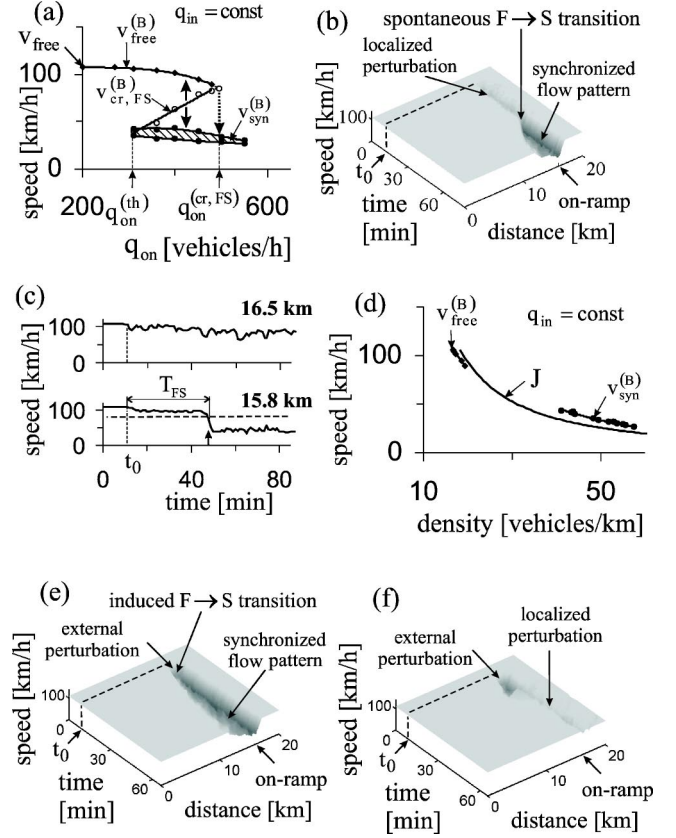 (a)
q_in = const
v_free
v_free^(B)
v_cr, FS^(B)
v_syn^(B)
speed [km/h]
100
0
200
600
q_on^(th)
q_on^(cr, FS)
q_on [vehicles/h]
(b)
spontaneous F → S transition
localized
perturbation
synchronized
flow pattern
speed [km/h]
100
0
t_0
30
60
time
[min]
0
10
20
on-ramp
distance [km]
(c)
16.5 km
speed [km/h]
100
0
15.8 km
T_FS
speed [km/h]
100
0
t_0
0
40
80
time [min]
(d)
q_in = const
v_free^(B)
J
v_syn^(B)
speed [km/h]
100
0
10
50
density [vehicles/km]
(e)
induced F → S transition
external
perturbation
synchronized
flow pattern
speed [km/h]
100
0
t_0
30
60
time
[min]
0
10
20
on-ramp
distance [km]
(f)
localized
perturbation
external
perturbation
speed [km/h]
100
0
t_0
30
60
time
[min]
0
10
20
on-ramp
distance [km]